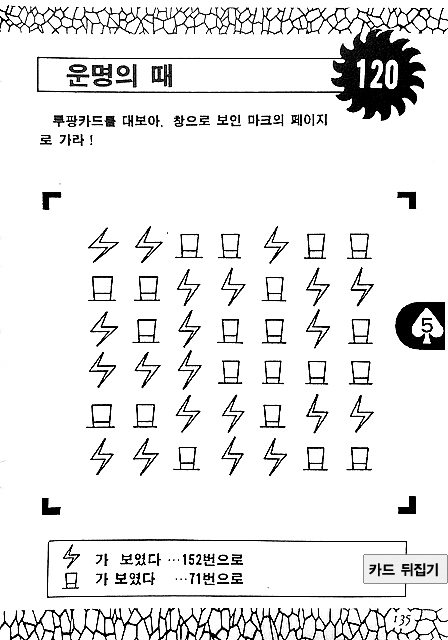 운명의 때
120
루팡카드를 대보아. 창으로 보인 마크의 페이지
로 가라!
5
가 보였다 …152번으로
가 보였다 …71번으로
카드 뒤집기
135